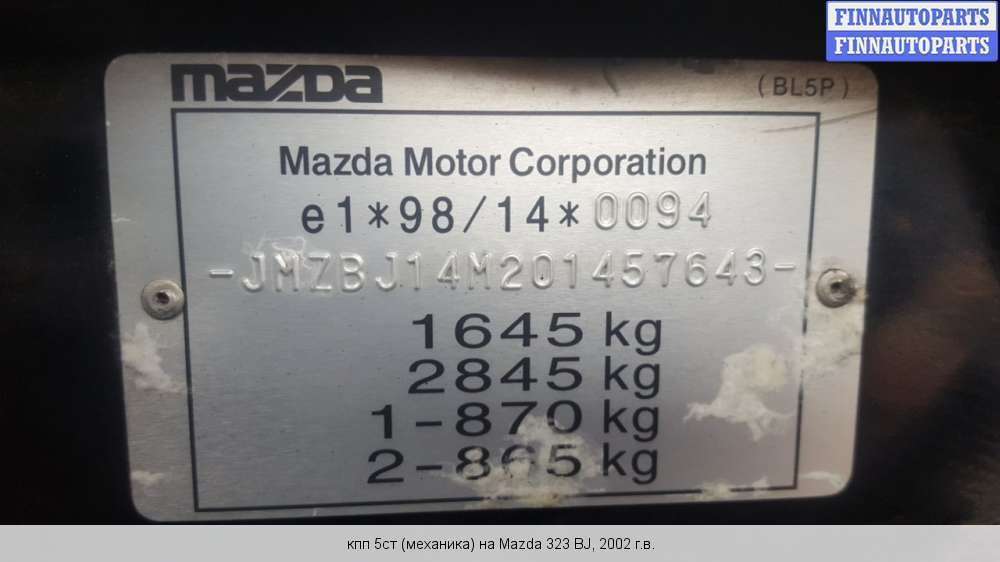 FINNAUTOPARTS
FINNAUTOPARTS
mazda
(BL5P)
Mazda Motor Corporation
e1*98/14*0094
-JMZBJ14M201457643-
1645 kg
2845 kg
1-870 kg
2-865 kg
кпп 5ст (механика) на Mazda 323 BJ, 2002 г.в.